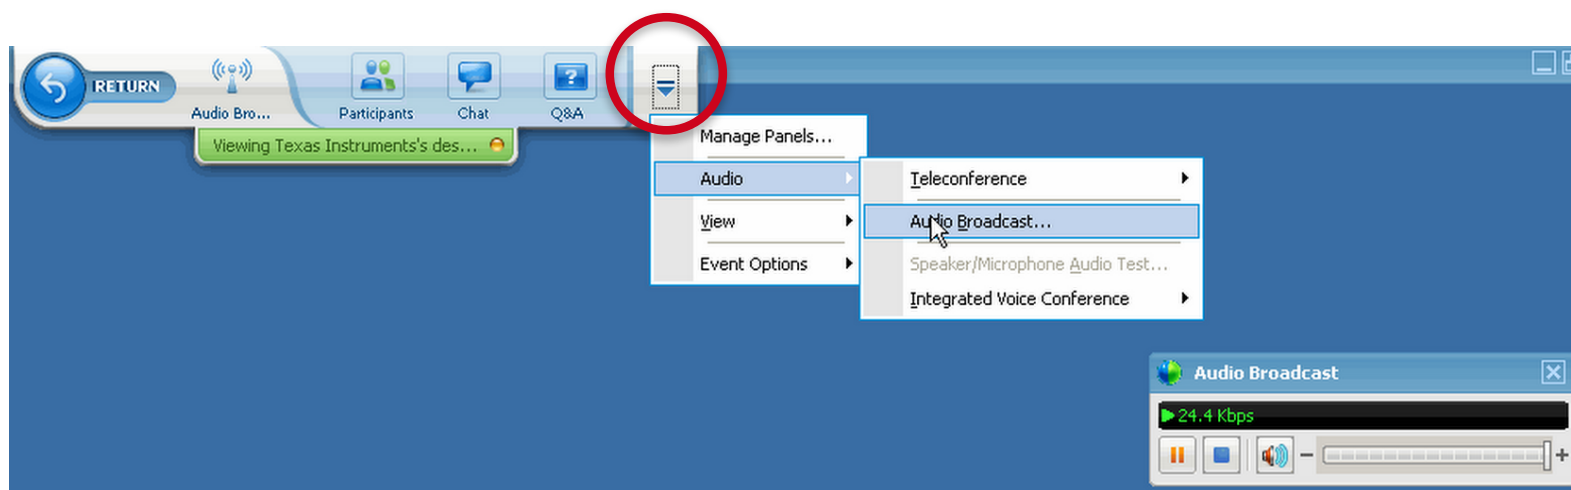 RETURN
Audio Bro...
Participants
Chat
Q&A
Viewing Texas Instruments's des...
Manage Panels...
Audio
View
Event Options
Teleconference
Audio Broadcast...
Speaker/Microphone Audio Test...
Integrated Voice Conference
Audio Broadcast
24.4 Kbps